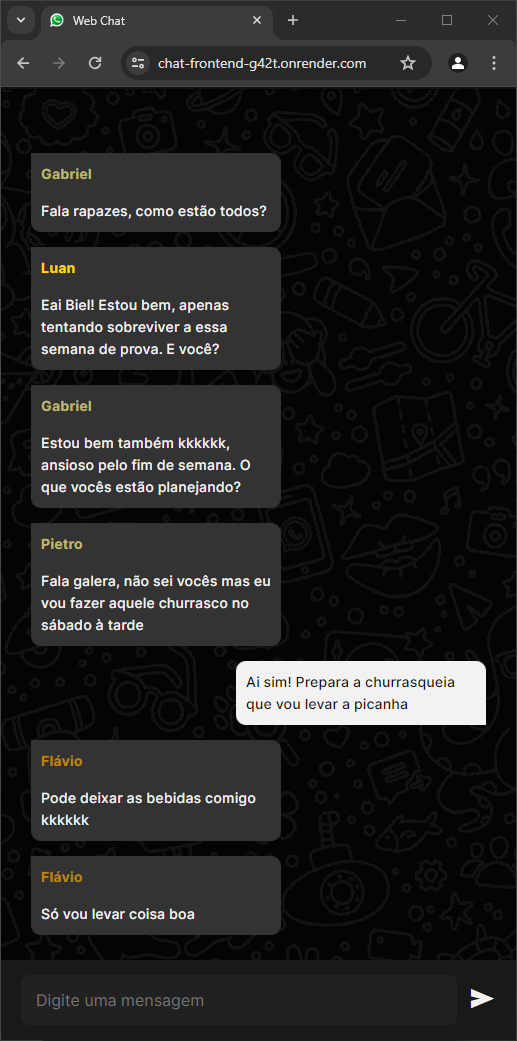 Web Chat
chat-frontend-g42t.onrender.com
Gabriel
Fala rapazes, como estão todos?
Luan
Eai Biel! Estou bem, apenas
tentando sobreviver a essa
semana de prova. E você?
Gabriel
Estou bem também kkkkkk,
ansioso pelo fim de semana. O
que vocês estão planejando?
Pietro
Fala galera, não sei vocês mas eu
vou fazer aquele churrasco no
sábado à tarde
Ai sim! Prepara a churrasqueia
que vou levar a picanha
Flávio
Pode deixar as bebidas comigo
kkkkkk
Flávio
Só vou levar coisa boa
Digite uma mensagem